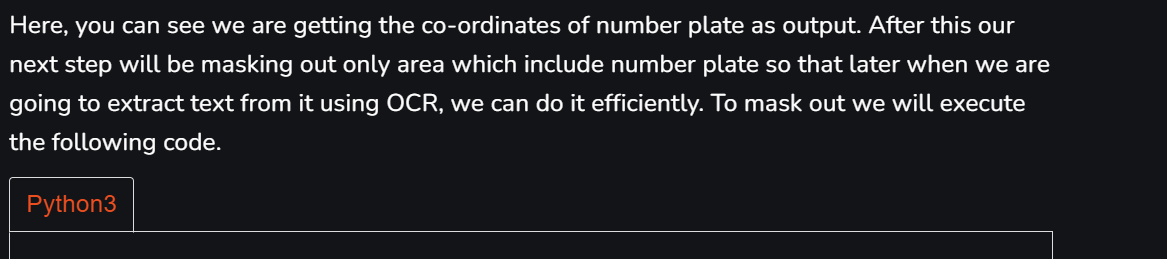 Here, you can see we are getting the co-ordinates of number plate as output. After this our
next step will be masking out only area which include number plate so that later when we are
going to extract text from it using OCR, we can do it efficiently. To mask out we will execute
the following code.
Python3